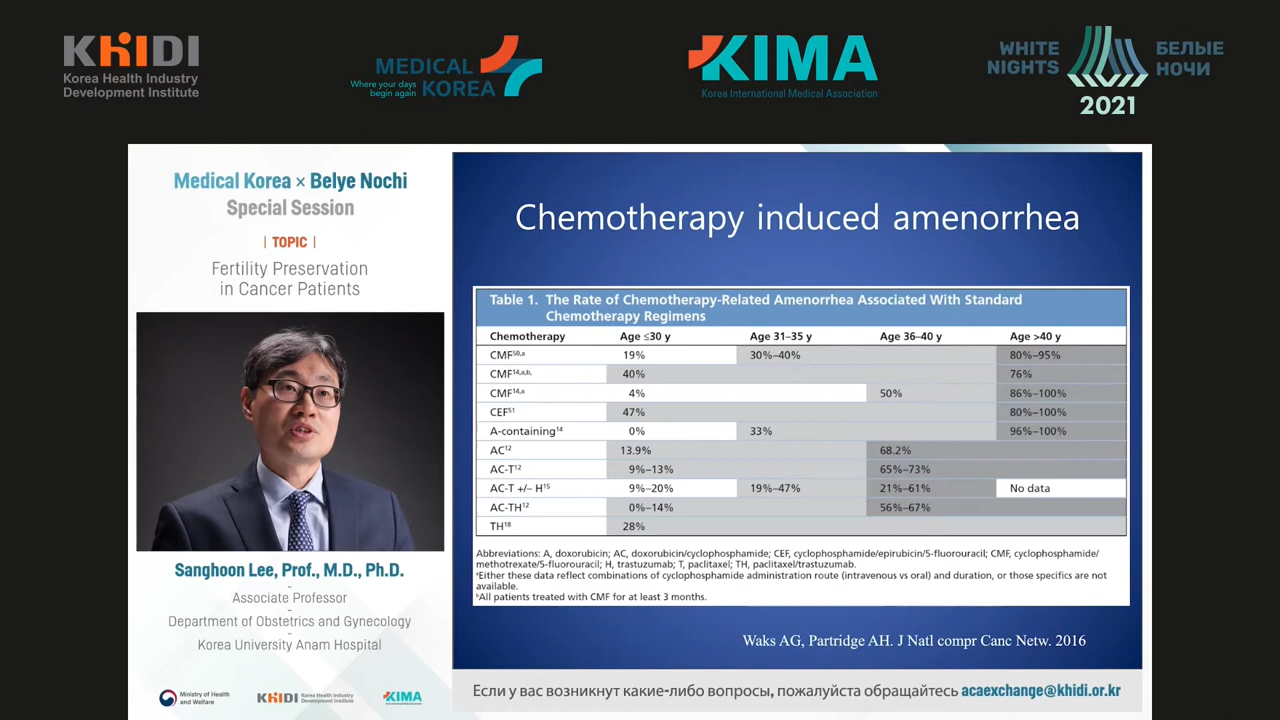 KHIDI
Korea Health Industry
Development Institute
MEDICAL
Where your days
begin again
KOREA
KIMA
Korea International Medical Association
WHITE
NIGHTS
БЕЛЫЕ
НОЧИ
2021
Medical Korea × Belye Nochi
Special Session
| TOPIC |
Fertility Preservation
in Cancer Patients
Sanghoon Lee, Prof., M.D., Ph.D.
-
Associate Professor
-
Department of Obstetrics and Gynecology
-
Korea University Anam Hospital
Ministry of Health
and Welfare
KHIDI Korea Health Industry
Development Institute
KIMA
Chemotherapy induced amenorrhea
Table 1. The Rate of Chemotherapy-Related Amenorrhea Associated With Standard
Chemotherapy Regimens
Chemotherapy Age ≤30 y Age 31–35 y Age 36–40 y Age >40 y
CMF50,a 19% 30%–40% 80%–95%
CMF14,a,b, 40% 76%
CMF14,a 4% 50% 86%–100%
CEF51 47% 80%–100%
A-containing14 0% 33% 96%–100%
AC12 13.9% 68.2%
AC-T12 9%–13% 65%–73%
AC-T +/– H15 9%–20% 19%–47% 21%–61% No data
AC-TH12 0%–14% 56%–67%
TH18 28%
Abbreviations: A, doxorubicin; AC, doxorubicin/cyclophosphamide; CEF, cyclophosphamide/epirubicin/5-fluorouracil; CMF, cyclophosphamide/
methotrexate/5-fluorouracil; H, trastuzumab; T, paclitaxel; TH, paclitaxel/trastuzumab.
aEither these data reflect combinations of cyclophosphamide administration route (intravenous vs oral) and duration, or those specifics are not
available.
bAll patients treated with CMF for at least 3 months.
Waks AG, Partridge AH. J Natl compr Canc Netw. 2016
Если у вас возникнут какие-либо вопросы, пожалуйста обращайтесь acaexchange@khidi.or.kr